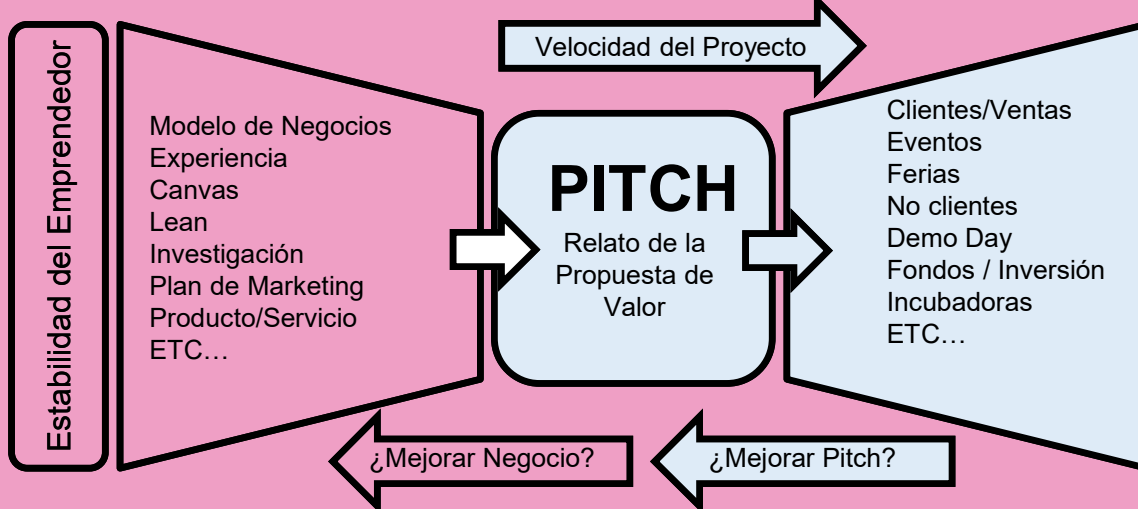 Estabilidad del Emprendedor
Modelo de Negocios
Experiencia
Canvas
Lean
Investigación
Plan de Marketing
Producto/Servicio
ETC…
Velocidad del Proyecto
PITCH
Relato de la
Propuesta de
Valor
Clientes/Ventas
Eventos
Ferias
No clientes
Demo Day
Fondos / Inversión
Incubadoras
ETC…
¿Mejorar Negocio?
¿Mejorar Pitch?